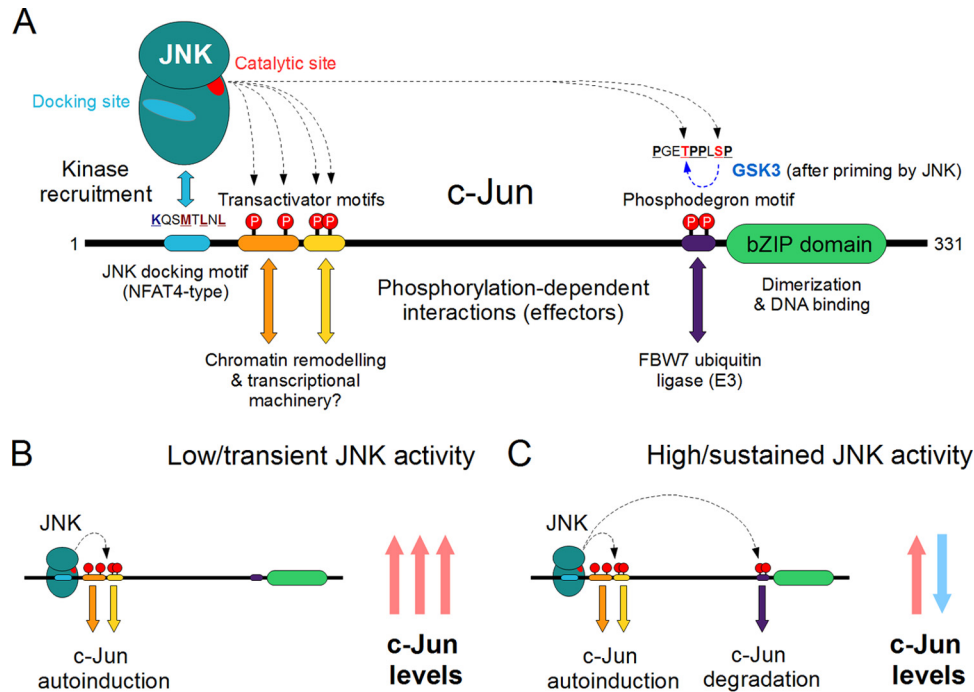 A
JNK
Catalytic site
Docking site
PGETPPLSP
Kinase
recruitment
GSK3 (after priming by JNK)
Transactivator motifs
c-Jun
Phosphodegron motif
KQSMTLNL
P P PP PP
1
bZIP domain
331
JNK docking motif
(NFAT4-type)
Phosphorylation-dependent
interactions (effectors)
Dimerization
& DNA binding
Chromatin remodelling
& transcriptional
machinery?
FBW7 ubiquitin
ligase (E3)
B
Low/transient JNK activity
JNK
c-Jun
autoinduction
c-Jun
levels
C
High/sustained JNK activity
JNK
c-Jun
autoinduction
c-Jun
degradation
c-Jun
levels